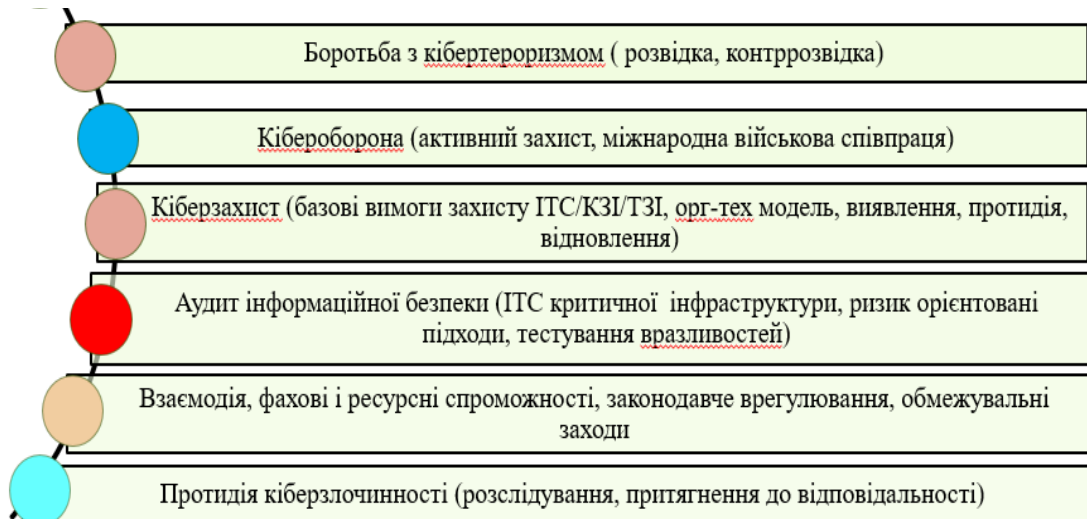 Боротьба з кібертероризмом ( розвідка, контррозвідка)
Кібероборона (активний захист, міжнародна військова співпраця)
Кіберзахист (базові вимоги захисту ІТС/КЗІ/ТЗІ, орг-тех модель, виявлення, протидія,
відновлення)
Аудит інформаційної безпеки (ІТС критичної інфраструктури, ризик орієнтовані
підходи, тестування вразливостей)
Взаємодія, фахові і ресурсні спроможності, законодавче врегулювання, обмежувальні
заходи
Протидія кіберзлочинності (розслідування, притягнення до відповідальності)